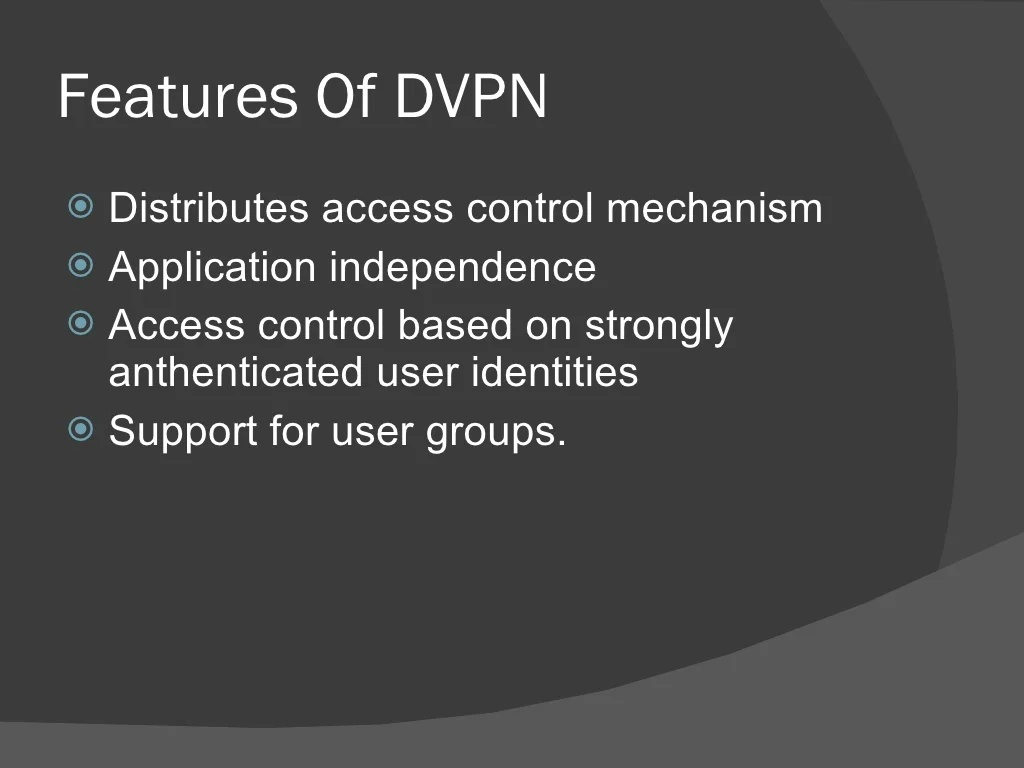 Features Of DVPN
Distributes access control mechanism
Application independence
Access control based on strongly
anthenticated user identities
Support for user groups.